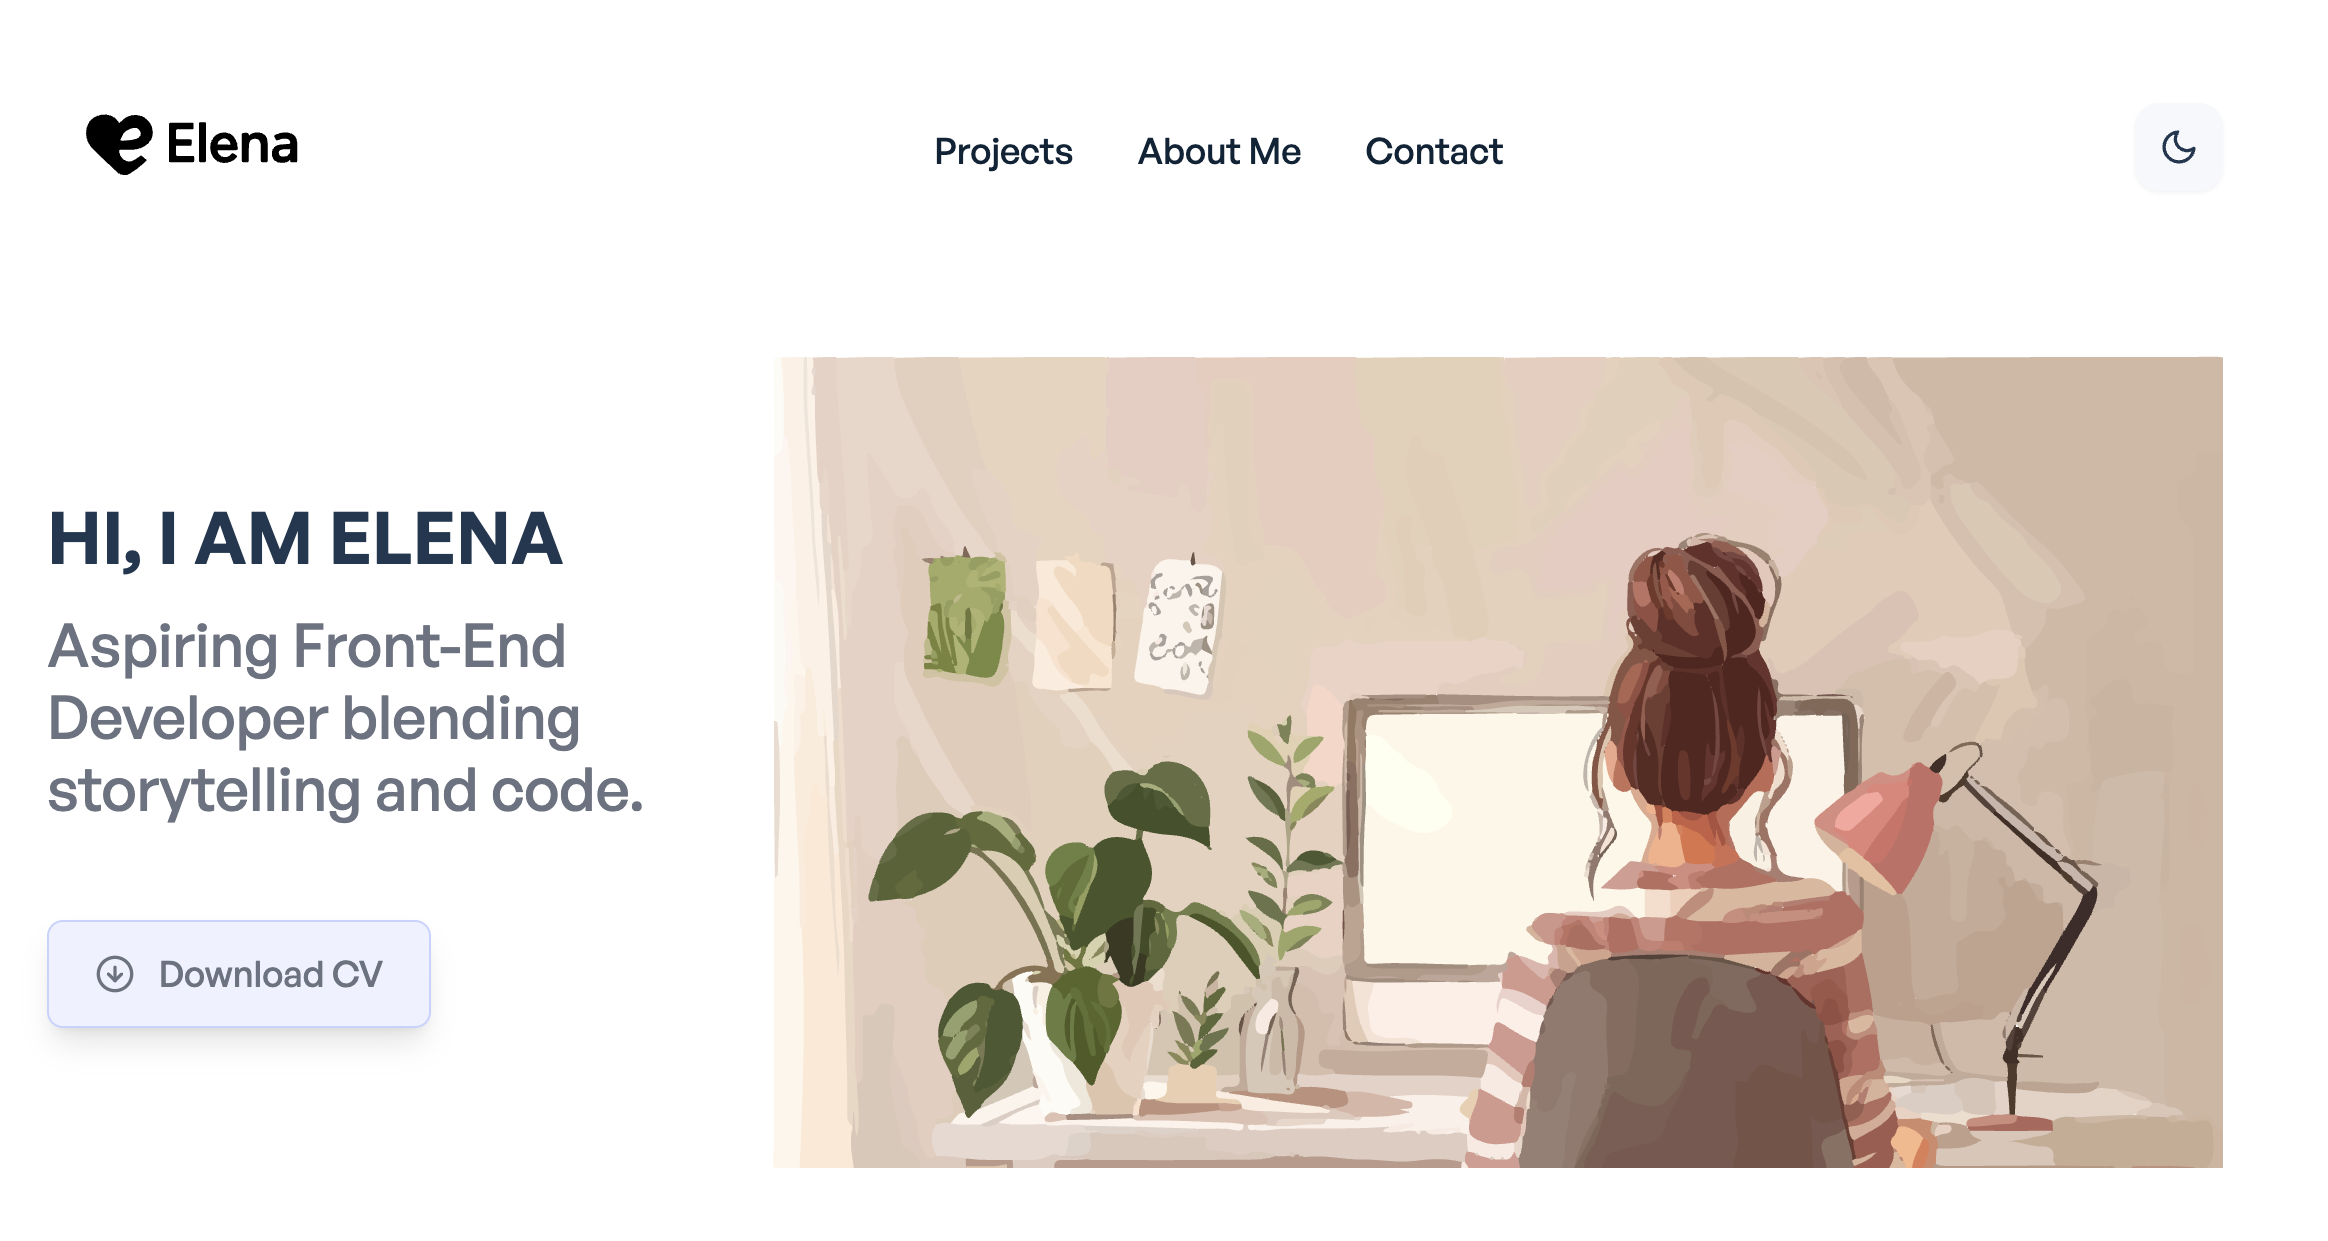 Elena
Projects
About Me
Contact
HI, I AM ELENA
Aspiring Front-End
Developer blending
storytelling and code.
Download CV